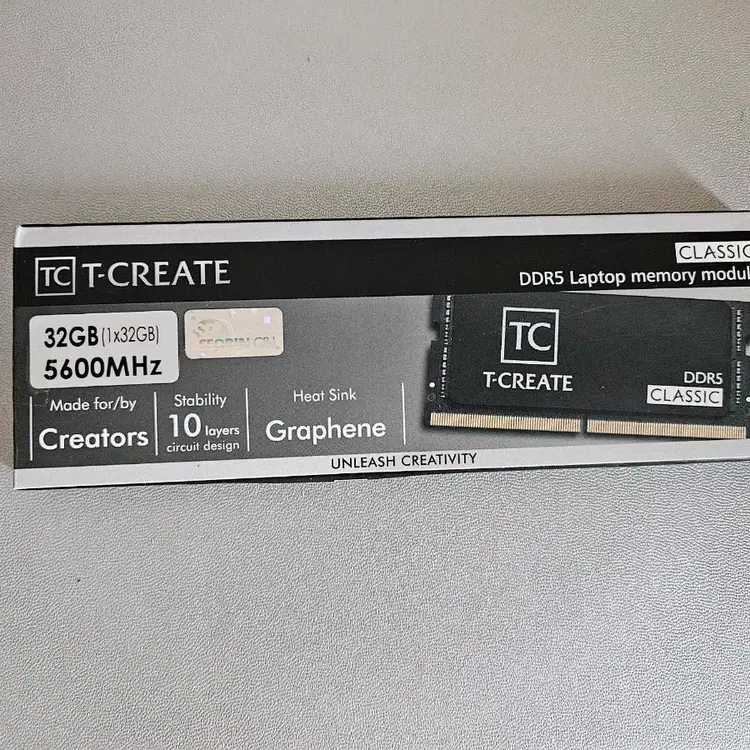 TC T-CREATE
CLASSIC
DDR5 Laptop memory modul
32GB (1x32GB)
5600MHz
SEORIN C&I
Made for/by
Creators
Stability
10 layers
circuit design
Heat Sink
Graphene
TC
T-CREATE
DDR5
CLASSIC
UNLEASH CREATIVITY